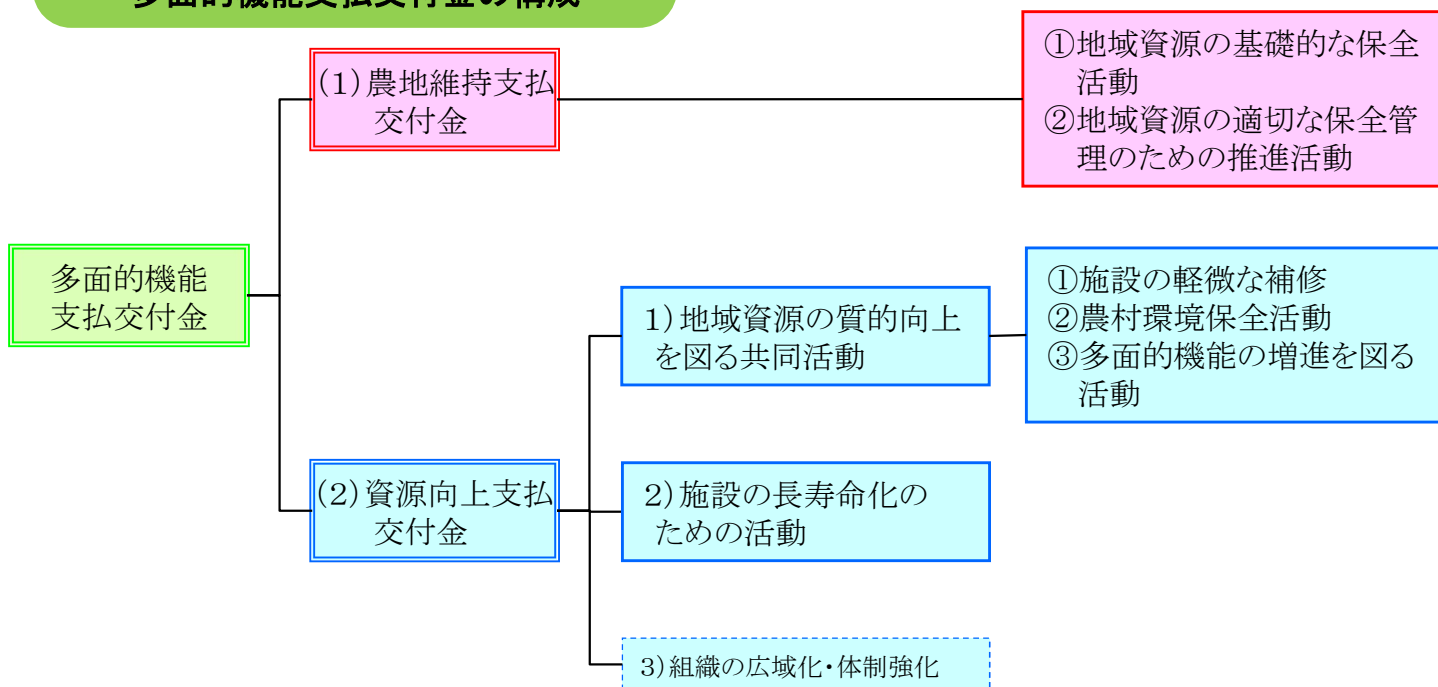 多面的機能支払交付金の構成
(1)農地維持支払
交付金
①地域資源の基礎的な保全
活動
②地域資源の適切な保全管
理のための推進活動
多面的機能
支払交付金
1)地域資源の質的向上
を図る共同活動
①施設の軽微な補修
②農村環境保全活動
③多面的機能の増進を図る
活動
(2)資源向上支払
交付金
2)施設の長寿命化の
ための活動
3)組織の広域化・体制強化